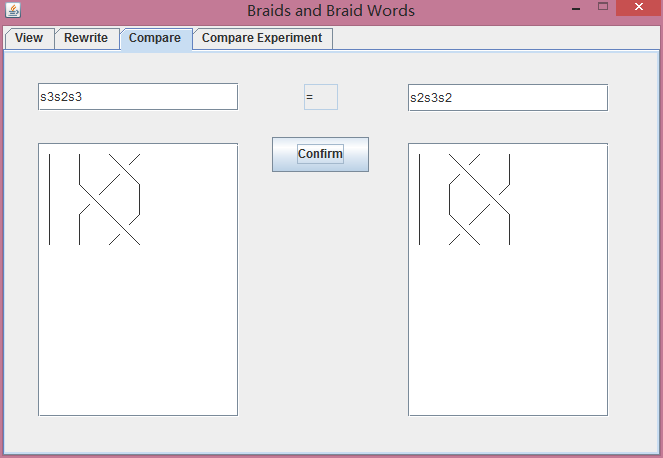 Braids and Braid Words
View Rewrite Compare Compare Experiment
s3s2s3 = s2s3s2
Confirm